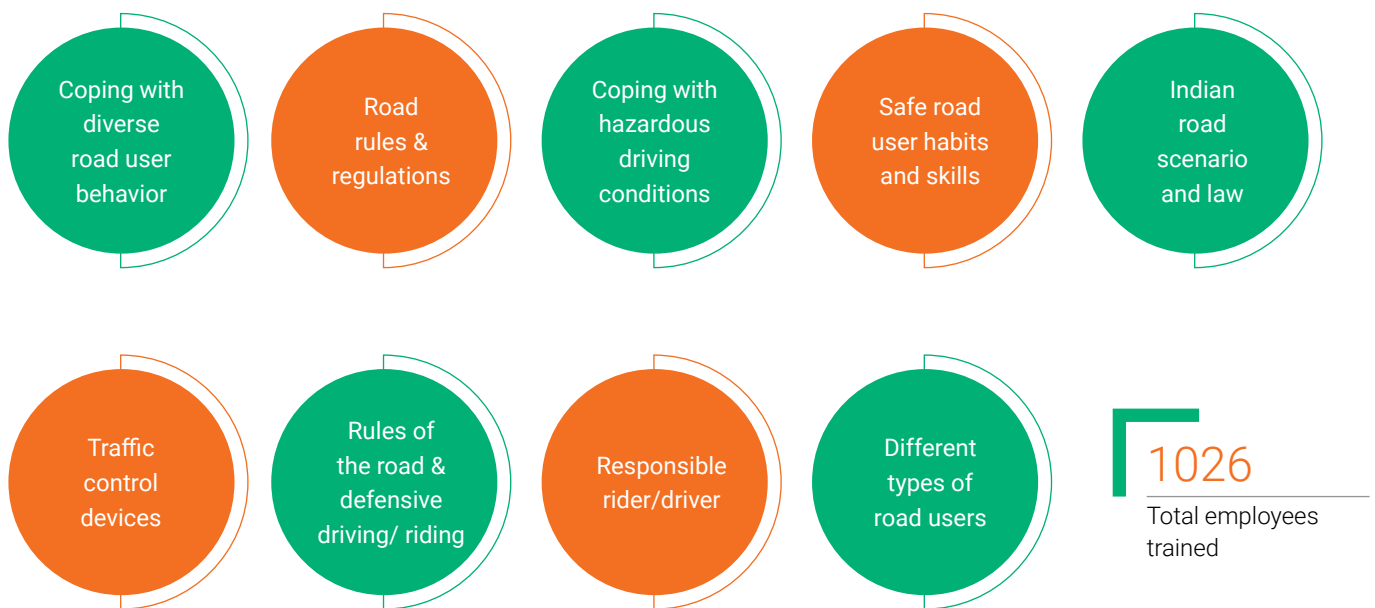 Coping with
diverse
road user
behavior
Road
rules &
regulations
Coping with
hazardous
driving
conditions
Safe road
user habits
and skills
Indian
road
scenario
and law
Traffic
control
devices
Rules of
the road &
defensive
driving/ riding
Responsible
rider/driver
Different
types of
road users
1026
Total employees
trained